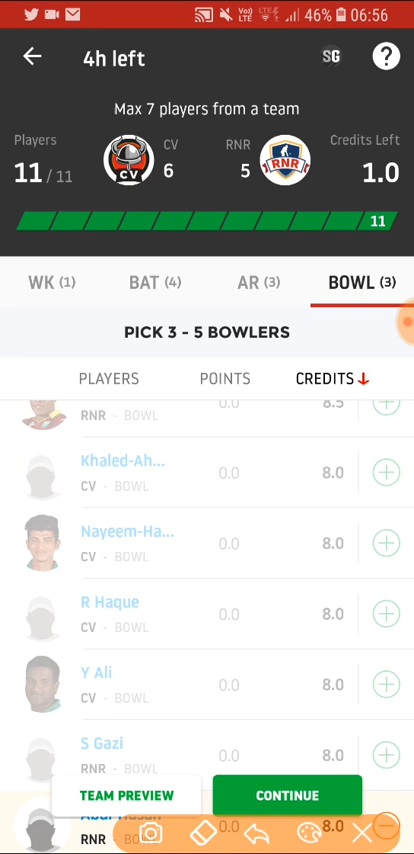 46% 06:56
4h left
SG
?
Max 7 players from a team
Players
CV
RNR
Credits Left
11 / 11
CV
6
5
RNR
1.0
11
WK (1)
BAT (4)
AR (3)
BOWL (3)
PICK 3 - 5 BOWLERS
PLAYERS
POINTS
CREDITS
RNR - BOWL
0.0
8.5
Khaled-Ah...
CV - BOWL
0.0
8.0
Nayeem-Ha...
CV - BOWL
0.0
8.0
R Haque
CV - BOWL
0.0
8.0
Y Ali
CV - BOWL
0.0
8.0
S Gazi
RNR - BOWL
0.0
8.0
TEAM PREVIEW
CONTINUE
Abul Hasan
RNR
0.0
8.0